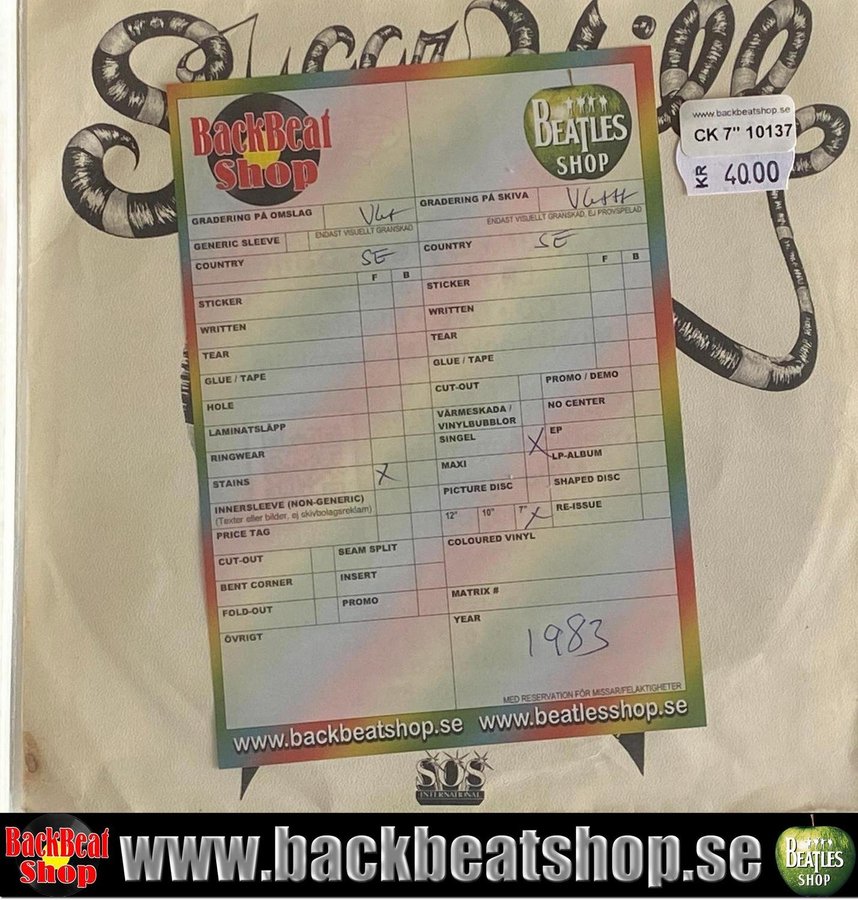 BackBeat
Shop
BEATLES
SHOP
www.backbeatshop.se
CK 7" 10137
KR 40.00
GRADERING PÅ OMSLAG VG+
ENDAST VISUELLT GRANSKAD
GENERIC SLEEVE
COUNTRY SE
F B
STICKER
WRITTEN
TEAR
GLUE / TAPE
HOLE
LAMINATSLÄPP
RINGWEAR
STAINS X
INNERSLEEVE (NON-GENERIC)
(Texter eller bilder, ej skivbolagsreklam)
PRICE TAG
CUT-OUT SEAM SPLIT
BENT CORNER INSERT
FOLD-OUT PROMO
ÖVRIGT
GRADERING PÅ SKIVA VG++
ENDAST VISUELLT GRANSKAD, EJ PROVSPELAD
COUNTRY SE
F B
STICKER
WRITTEN
TEAR
GLUE / TAPE
CUT-OUT PROMO / DEMO
VÄRMESKADA /
VINYLBUBBLOR NO CENTER
SINGEL X EP
MAXI LP-ALBUM
PICTURE DISC SHAPED DISC
12" 10" 7" X RE-ISSUE
COLOURED VINYL
MATRIX #
YEAR
1983
MED RESERVATION FÖR MISSAR/FELAKTIGHETER
www.backbeatshop.se www.beatlesshop.se
SOS
INTERNATIONAL
BackBeat
Shop
www.backbeatshop.se
BEATLES
SHOP